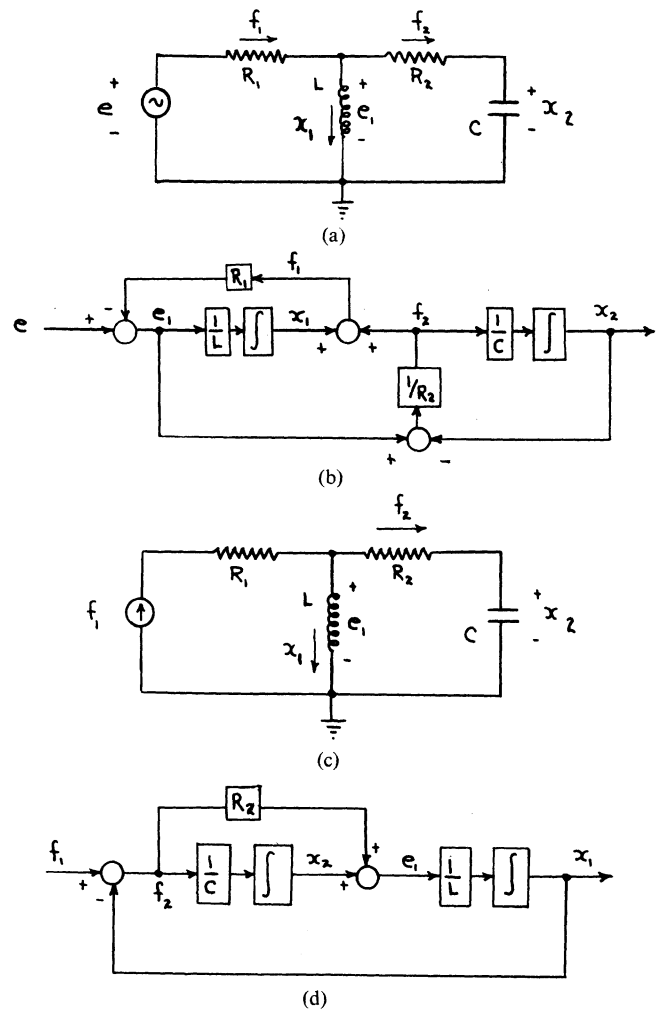 f₁ f₂
R₁ R₂
+ L + +
e ~ x₁ e₁ C x₂
- - -
(a)
R₁ f₁
-
e + e₁ 1/L ∫ x₁ f₂ 1/C ∫ x₂
+ +
1/R₂
+ -
(b)
f₂
R₁ R₂
L + +
f₁ e₁ C x₂
x₁ - -
(c)
R₂
+
f₁ 1/C ∫ x₂ e₁ 1/L ∫ x₁
+ - f₂ +
(d)